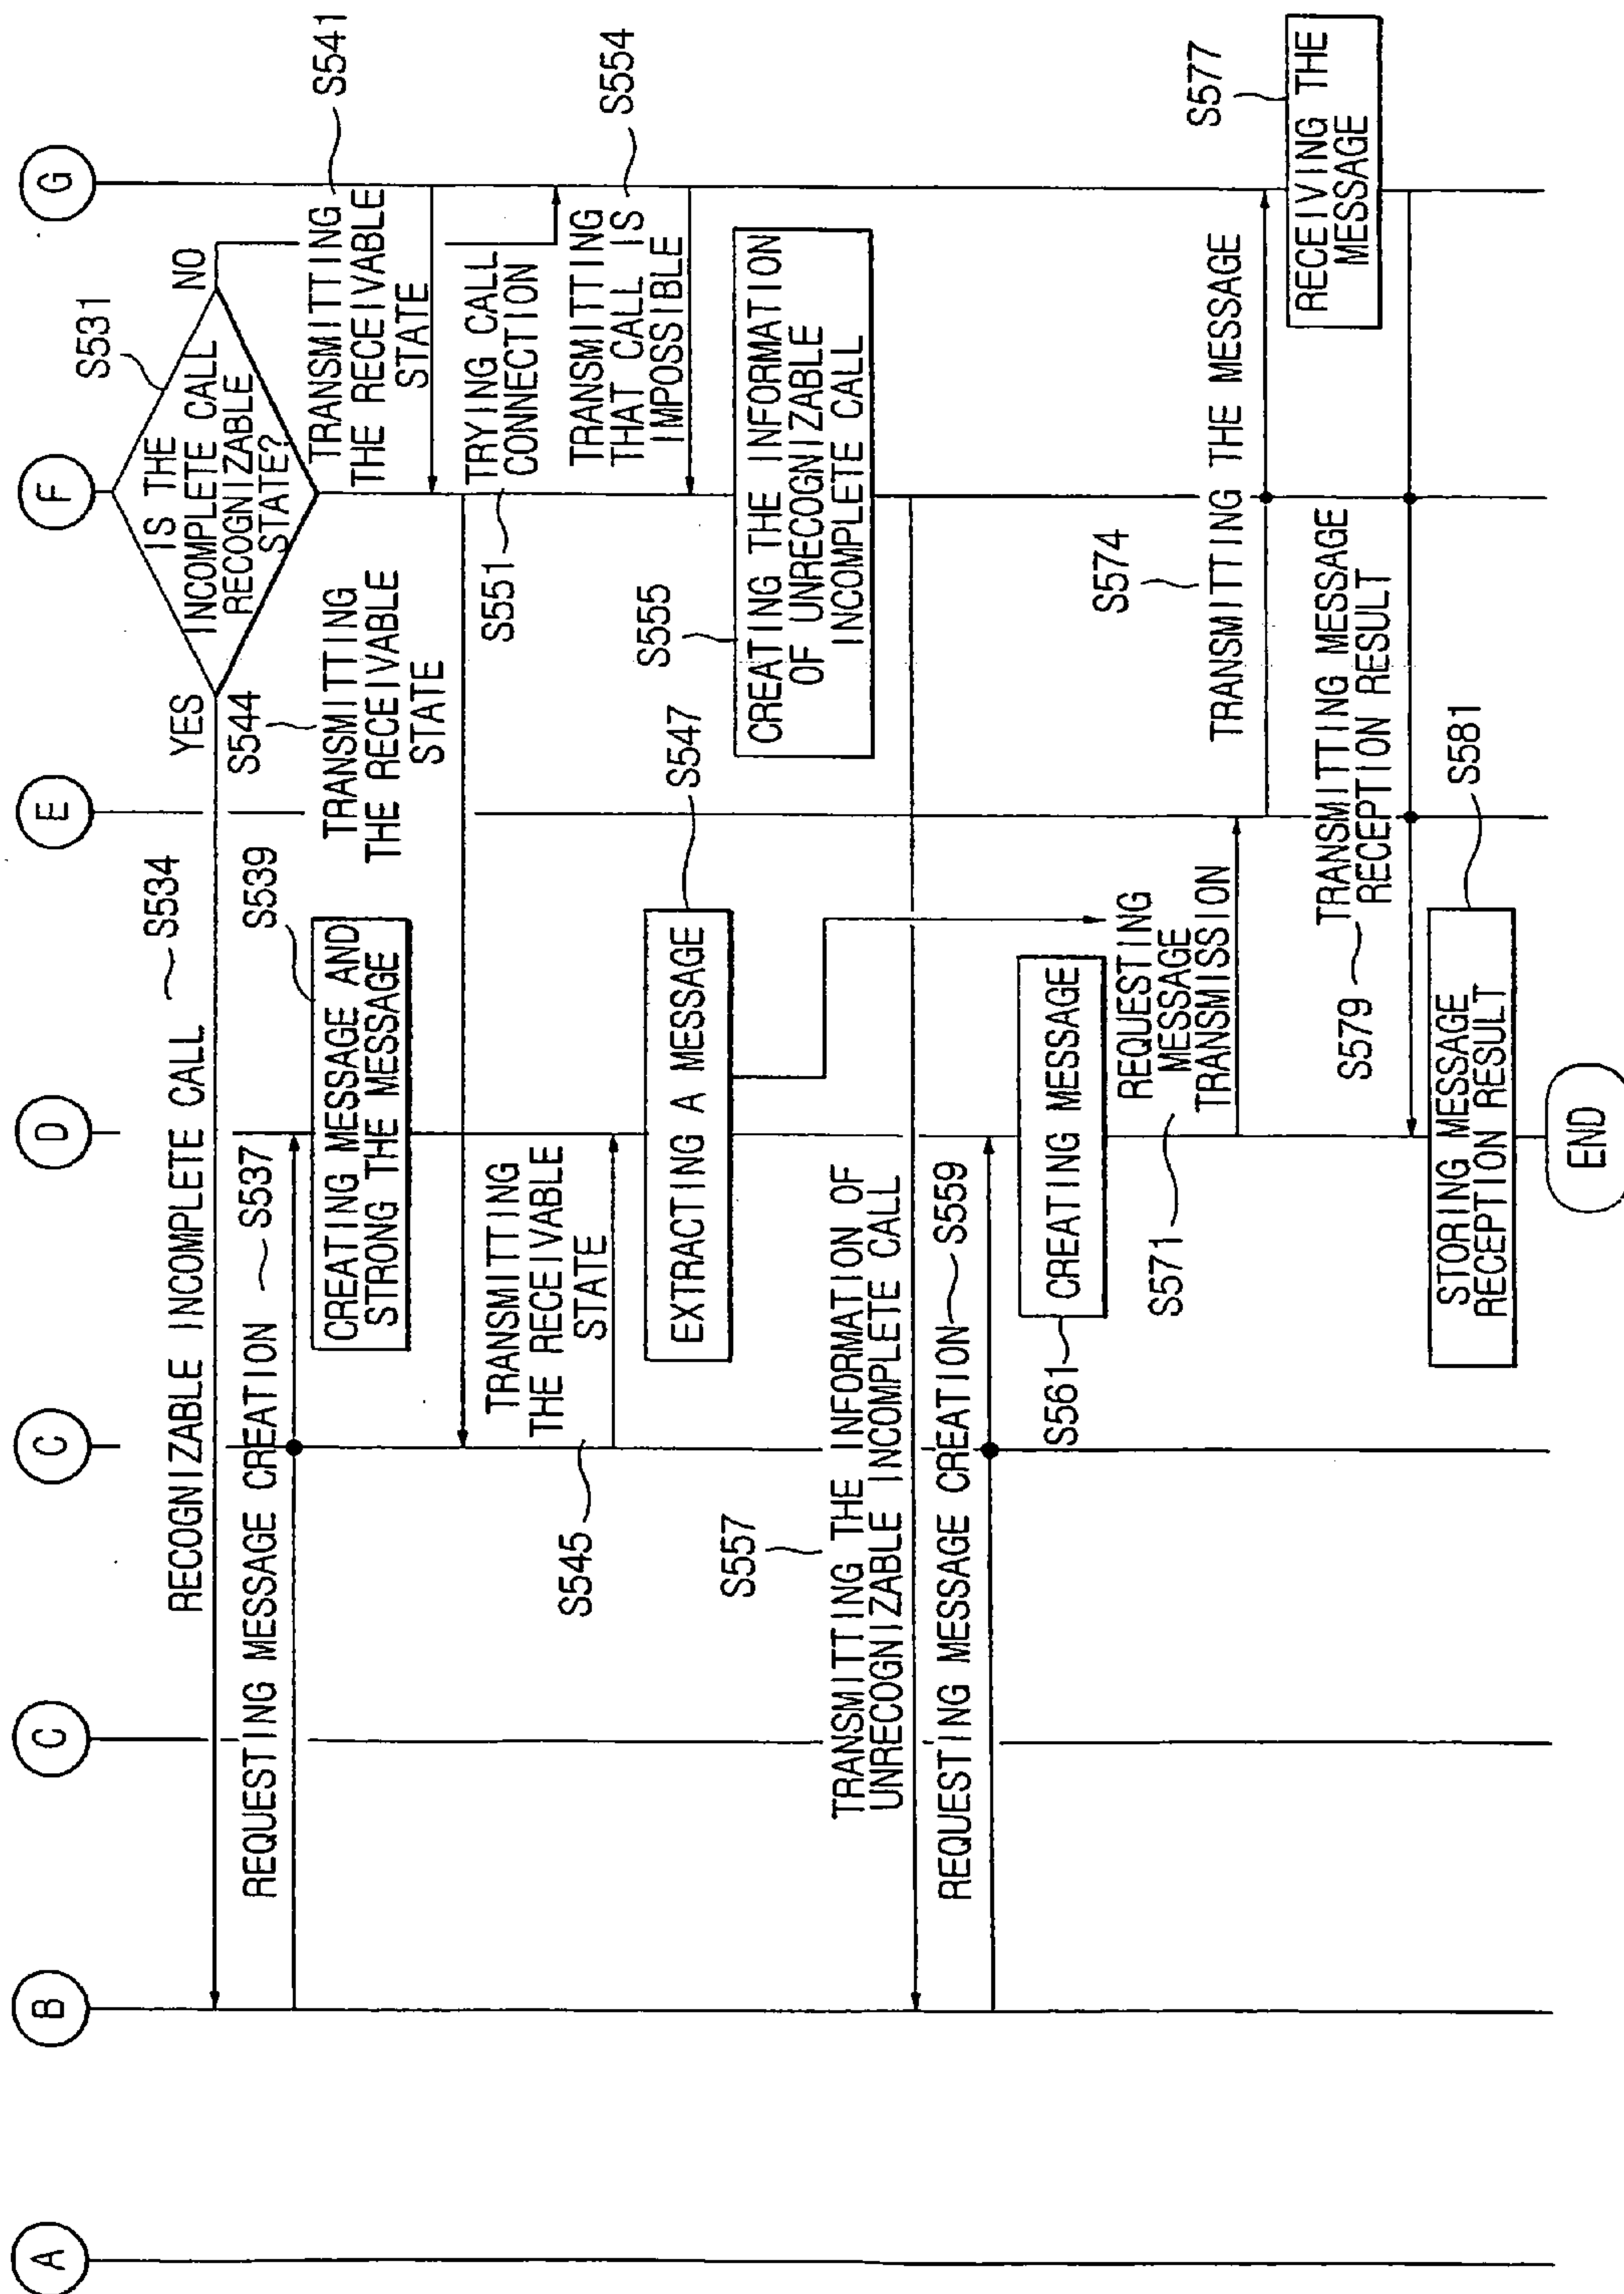 A
B
C
C
D
E
F
G
IS THE
INCOMPLETE CALL
RECOGNIZABLE
STATE?
S531
YES
NO
RECOGNIZABLE INCOMPLETE CALL
S534
REQUESTING MESSAGE CREATION
S537
CREATING MESSAGE AND
STRONG THE MESSAGE
S539
TRANSMITTING
THE RECEIVABLE
STATE
S541
S544
TRANSMITTING
THE RECEIVABLE
STATE
TRANSMITTING
THE RECEIVABLE
STATE
S545
EXTRACTING A MESSAGE
S547
TRYING CALL
CONNECTION
S551
TRANSMITTING
THAT CALL IS
IMPOSSIBLE
S554
S555
CREATING THE INFORMATION
OF UNRECOGNIZABLE
INCOMPLETE CALL
S557
TRANSMITTING THE INFORMATION OF
UNRECOGNIZABLE INCOMPLETE CALL
REQUESTING MESSAGE CREATION
S559
S561
CREATING MESSAGE
REQUESTING
MESSAGE
TRANSMISSION
S571
S574
TRANSMITTING THE MESSAGE
S577
RECEIVING THE
MESSAGE
S579
TRANSMITTING MESSAGE
RECEPTION RESULT
STORING MESSAGE
RECEPTION RESULT
S581
END